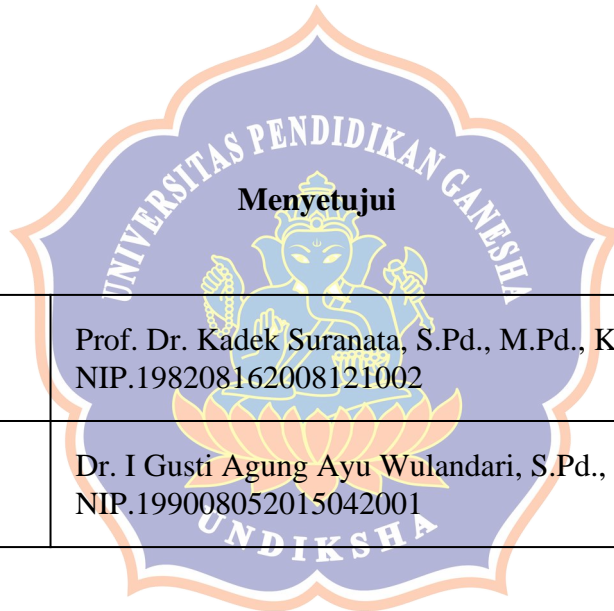 UNIVERSITAS PENDIDIKAN GANESHA
Menyetujui
Prof. Dr. Kadek Suranata, S.Pd., M.Pd., K
NIP.198208162008121002
Dr. I Gusti Agung Ayu Wulandari, S.Pd.,
NIP.199008052015042001
UNDIKSHA